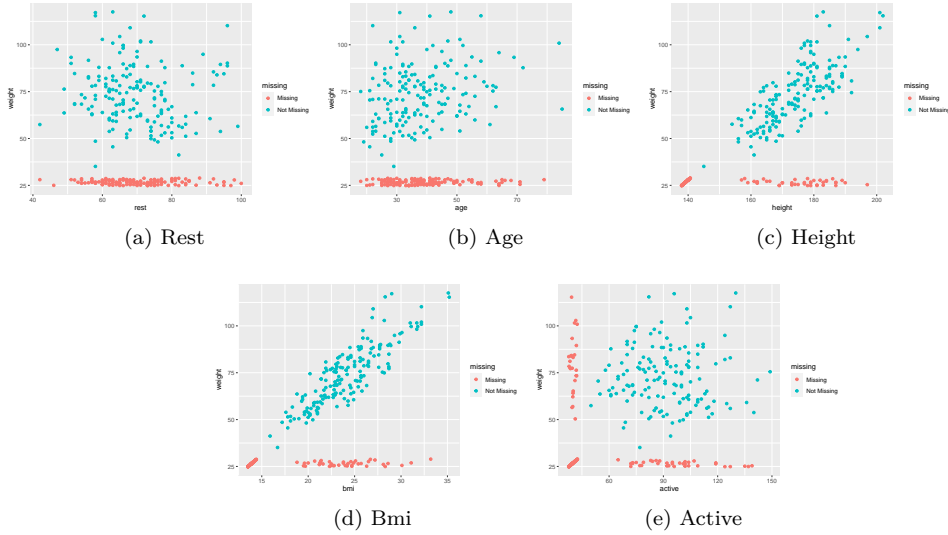 100
75
50
25
weight
40
60
80
100
rest
missing
Missing
Not Missing
(a) Rest
100
75
50
25
weight
30
50
70
age
missing
Missing
Not Missing
(b) Age
100
75
50
25
weight
140
160
180
200
height
missing
Missing
Not Missing
(c) Height
100
75
50
25
weight
15
20
25
30
35
bmi
missing
Missing
Not Missing
(d) Bmi
100
75
50
25
weight
60
90
120
150
active
missing
Missing
Not Missing
(e) Active